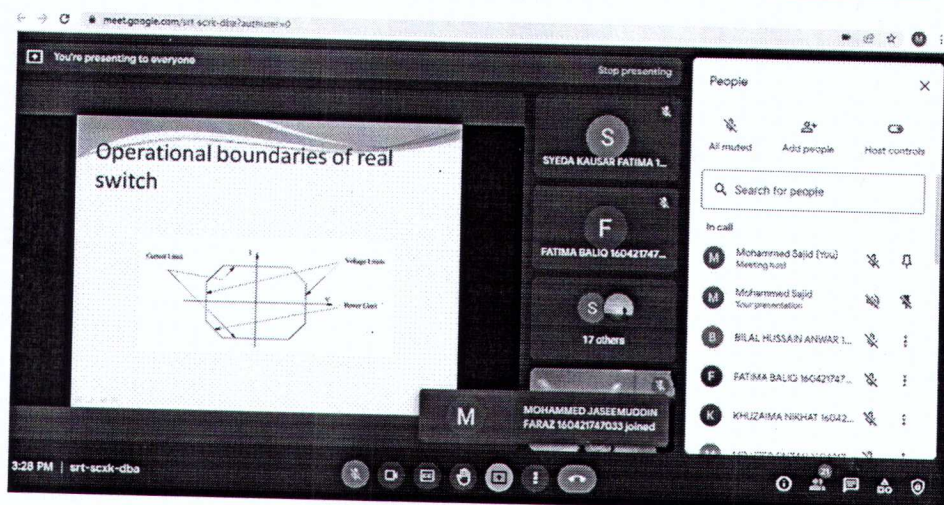 meet.google.com/srt-scxk-dba?authuser=0
M
You're presenting to everyone
Stop presenting
Operational boundaries of real
switch
Current Limit
I
Voltage Limits
V
Power Limit
S
SYEDA KAUSAR FATIMA 1...
F
FATIMA BALIQ 160421747...
S
17 others
M
MOHAMMED JASEEMUDDIN
FARAZ 160421747033 joined
People
All muted
Add people
Host controls
Search for people
In call
M
Mohammed Sajid (You)
Meeting host
M
Mohammed Sajid
Your presentation
B
BILAL HUSSAIN ANWAR 1...
F
FATIMA BALIQ 160421747...
K
KHUZAIMA NIKHAT 16042...
3:28 PM | srt-scxk-dba
21